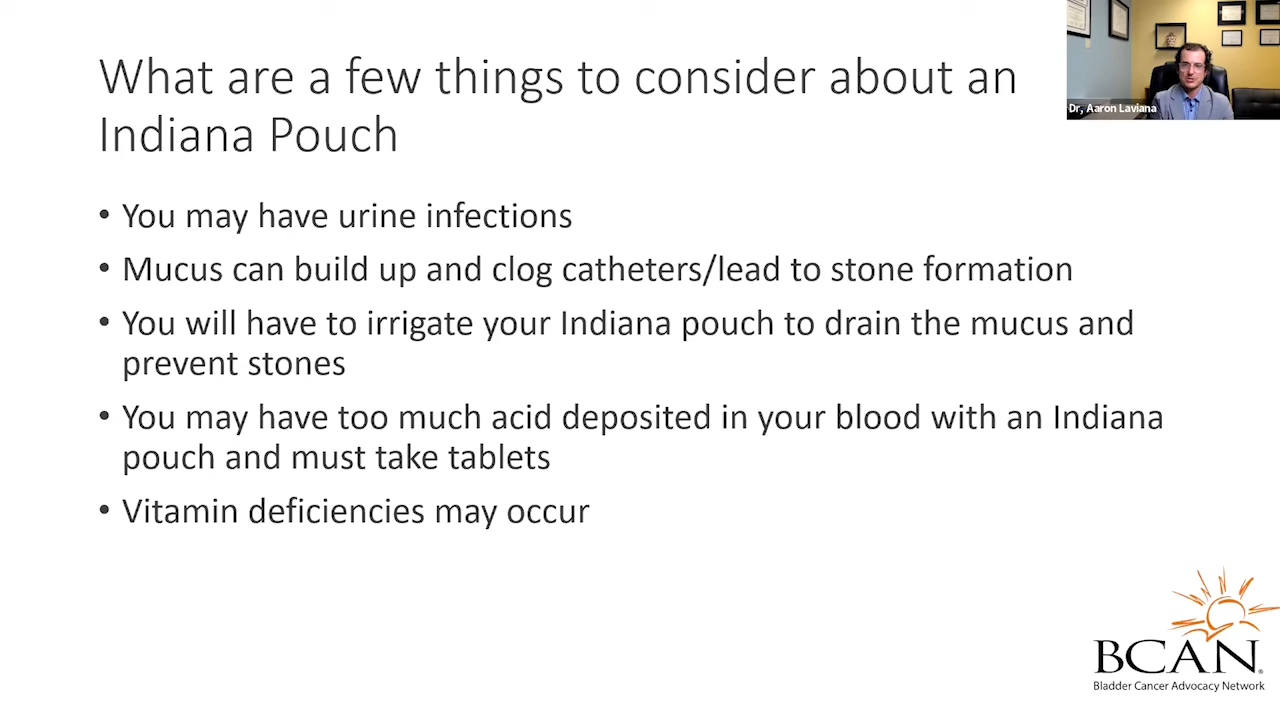 What are a few things to consider about an
Indiana Pouch
Dr, Aaron Laviana
• You may have urine infections
• Mucus can build up and clog catheters/lead to stone formation
• You will have to irrigate your Indiana pouch to drain the mucus and
prevent stones
• You may have too much acid deposited in your blood with an Indiana
pouch and must take tablets
• Vitamin deficiencies may occur
BCAN®
Bladder Cancer Advocacy Network